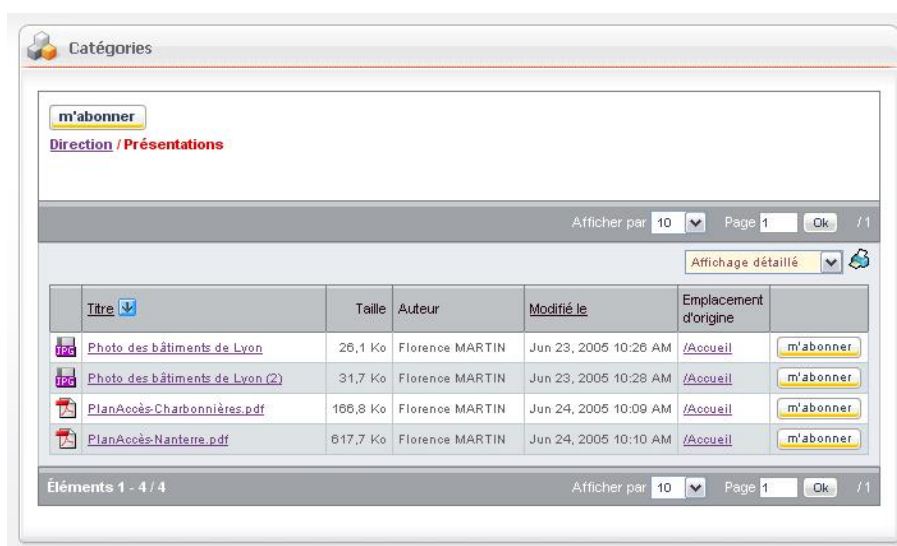 Catégories
m'abonner
Direction / Présentations
Afficher par 10 Page 1 Ok / 1
Affichage détaillé
Titre Taille Auteur Modifié le Emplacement d'origine
JPG Photo des bâtiments de Lyon 26,1 Ko Florence MARTIN Jun 23, 2005 10:26 AM /Accueil m'abonner
JPG Photo des bâtiments de Lyon (2) 31,7 Ko Florence MARTIN Jun 23, 2005 10:28 AM /Accueil m'abonner
PlanAccès-Charbonnières.pdf 166,8 Ko Florence MARTIN Jun 24, 2005 10:09 AM /Accueil m'abonner
PlanAccès-Nanterre.pdf 617,7 Ko Florence MARTIN Jun 24, 2005 10:10 AM /Accueil m'abonner
Éléments 1 - 4 / 4 Afficher par 10 Page 1 Ok / 1